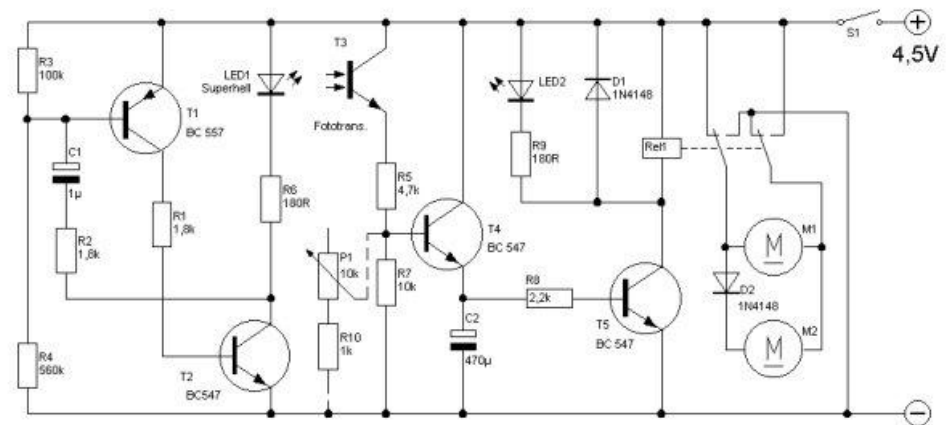 R3
100k
T1
BC 557
C1
1µ
R2
1,8k
R1
1,8k
R4
560k
T2
BC547
LED1
Superhell
R6
180R
T3
Fototrans.
R5
4,7k
P1
10k
R7
10k
R10
1k
T4
BC 547
C2
470µ
LED2
R9
180R
D1
1N4148
R8
2,2k
T5
BC 547
Rel1
M1
M
D2
1N4148
M2
M
S1
4,5V